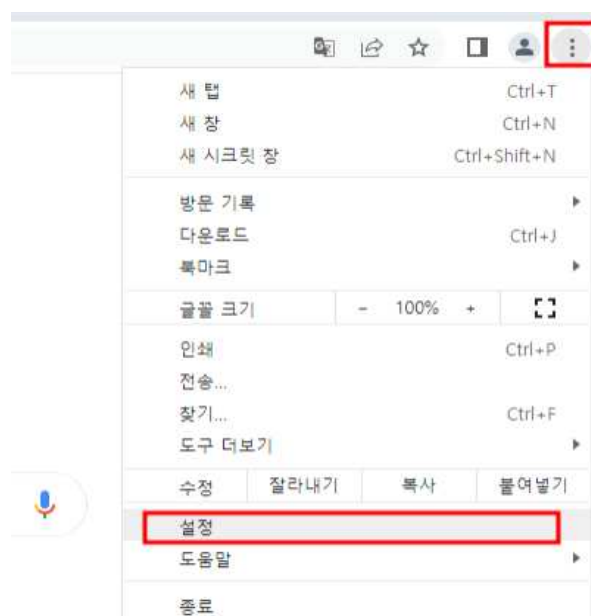 새 탭 Ctrl+T
새 창 Ctrl+N
새 시크릿 창 Ctrl+Shift+N
방문 기록
다운로드 Ctrl+J
북마크
글꼴 크기 - 100% +
인쇄 Ctrl+P
전송...
찾기... Ctrl+F
도구 더보기
수정 잘라내기 복사 붙여넣기
설정
도움말
종료